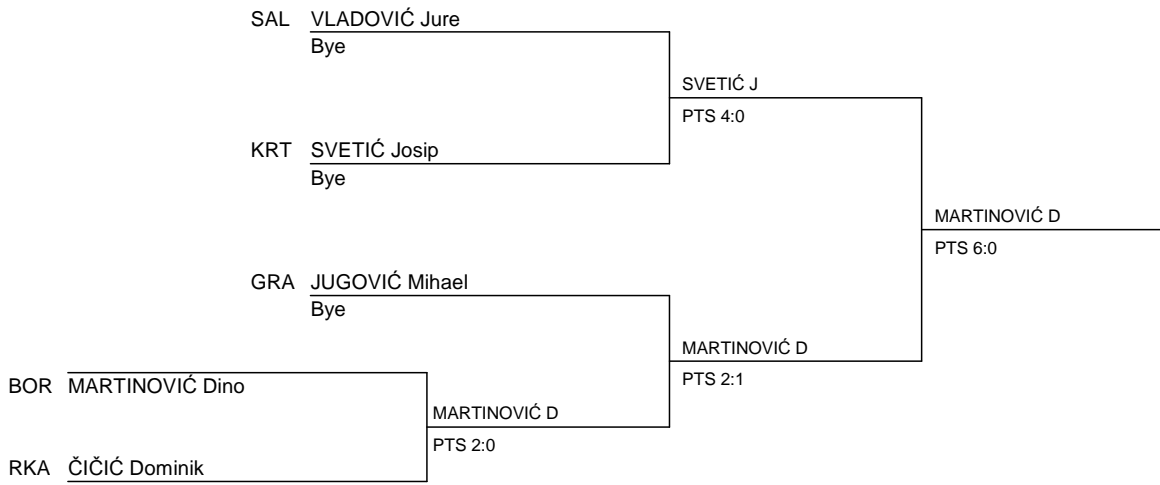 SAL VLADOVIĆ Jure
Bye
SVETIĆ J
PTS 4:0
KRT SVETIĆ Josip
Bye
MARTINOVIĆ D
PTS 6:0
GRA JUGOVIĆ Mihael
Bye
MARTINOVIĆ D
PTS 2:1
BOR MARTINOVIĆ Dino
MARTINOVIĆ D
PTS 2:0
RKA ČIČIĆ Dominik